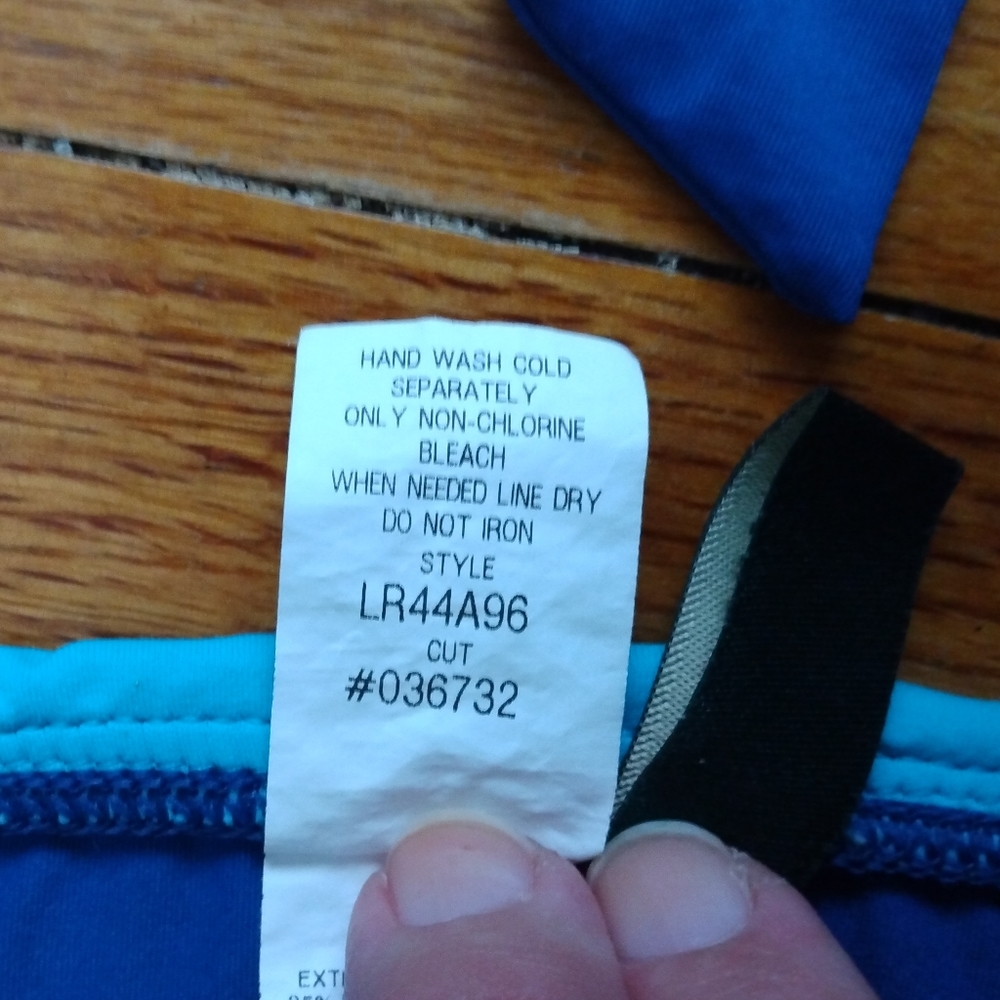 HAND WASH COLD
SEPARATELY
ONLY NON-CHLORINE
BLEACH
WHEN NEEDED LINE DRY
DO NOT IRON
STYLE
LR44A96
CUT
#036732